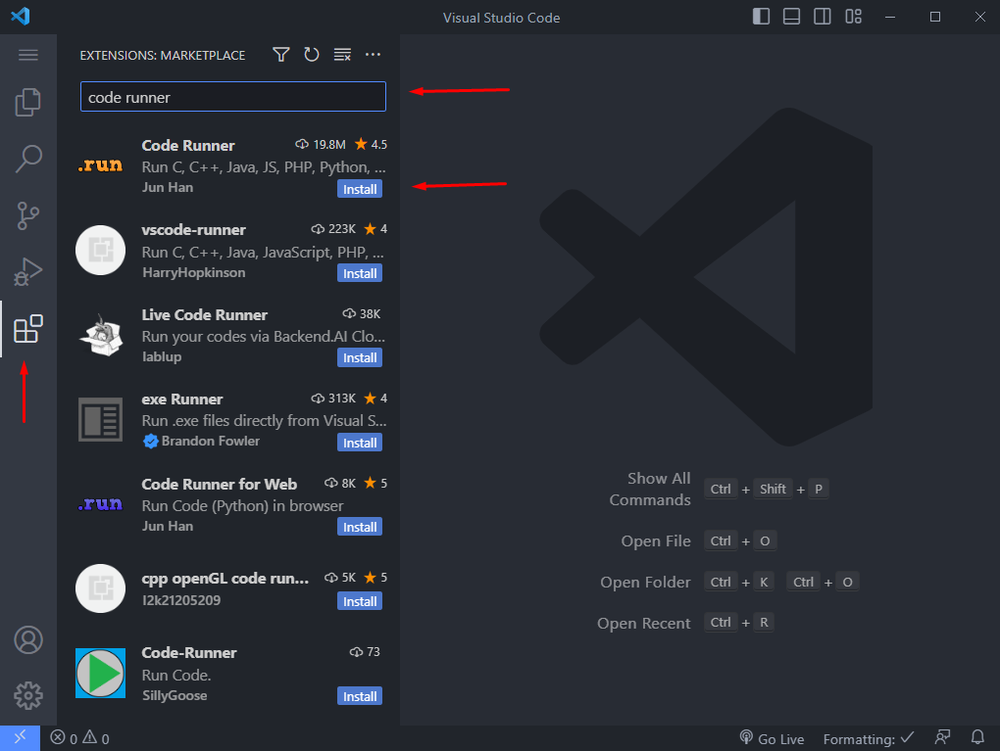 Visual Studio Code
EXTENSIONS: MARKETPLACE
code runner
Code Runner 19.8M 4.5
.run
Run C, C++, Java, JS, PHP, Python, ...
Jun Han Install
vscode-runner 223K 4
Run C, C++, Java, JavaScript, PHP, ...
HarryHopkinson Install
Live Code Runner 38K
Run your codes via Backend.AI Clo...
lablup Install
exe Runner 313K 4
Run .exe files directly from Visual S...
Brandon Fowler Install
Code Runner for Web 8K 5
.run
Run Code (Python) in browser
Jun Han Install
cpp openGL code run... 5K 5
l2k21205209 Install
Code-Runner 73
Run Code.
SillyGoose Install
Show All
Commands Ctrl + Shift + P
Open File Ctrl + O
Open Folder Ctrl + K Ctrl + O
Open Recent Ctrl + R
0 0 Go Live Formatting: